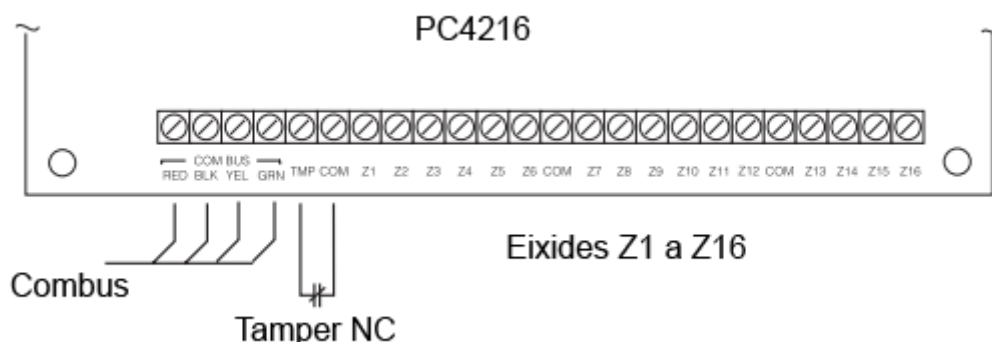 PC4216
COM BUS
RED BLK YEL GRN TMP COM Z1 Z2 Z3 Z4 Z5 Z6 COM Z7 Z8 Z9 Z10 Z11 Z12 COM Z13 Z14 Z15 Z16
Eixides Z1 a Z16
Combus
Tamper NC